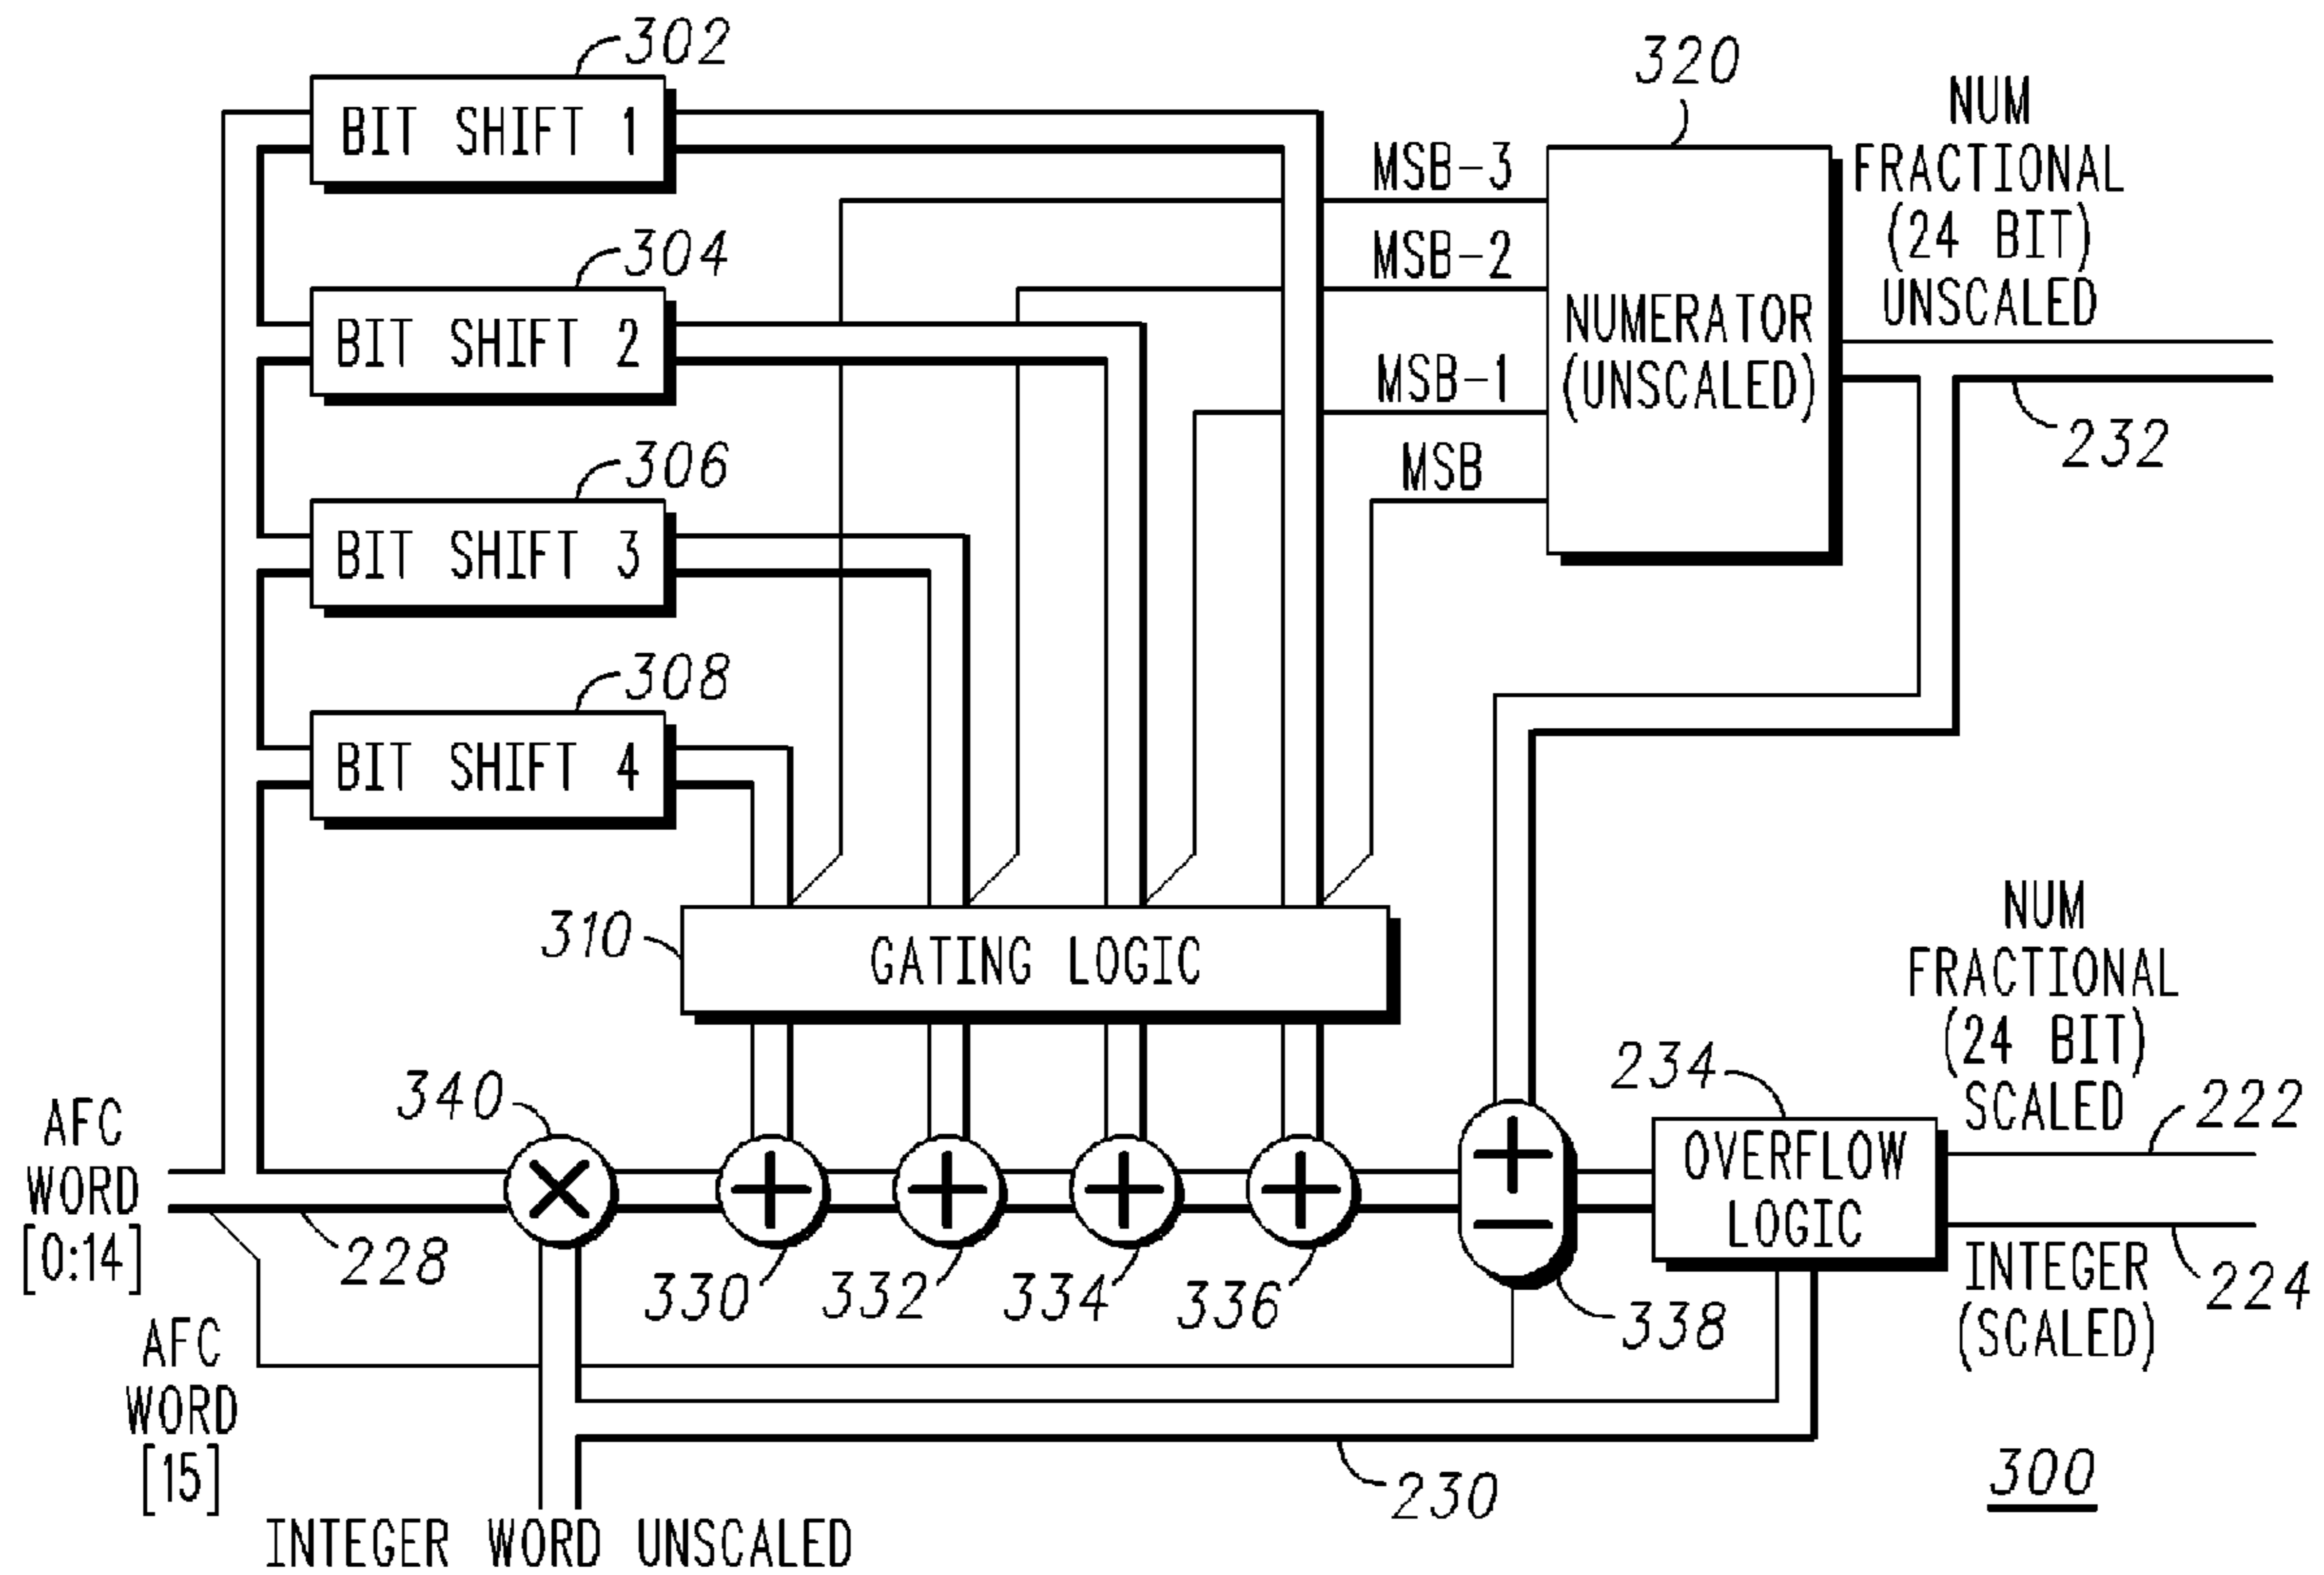 302
BIT SHIFT 1
304
BIT SHIFT 2
306
BIT SHIFT 3
308
BIT SHIFT 4
320
MSB-3
MSB-2
MSB-1
MSB
NUMERATOR
(UNSCALED)
NUM
FRACTIONAL
(24 BIT)
UNSCALED
232
310
GATING LOGIC
NUM
FRACTIONAL
(24 BIT)
SCALED
222
234
OVERFLOW
LOGIC
INTEGER
(SCALED)
224
340
AFC
WORD
[0:14]
228
330
332
334
336
338
AFC
WORD
[15]
230
INTEGER WORD UNSCALED
300